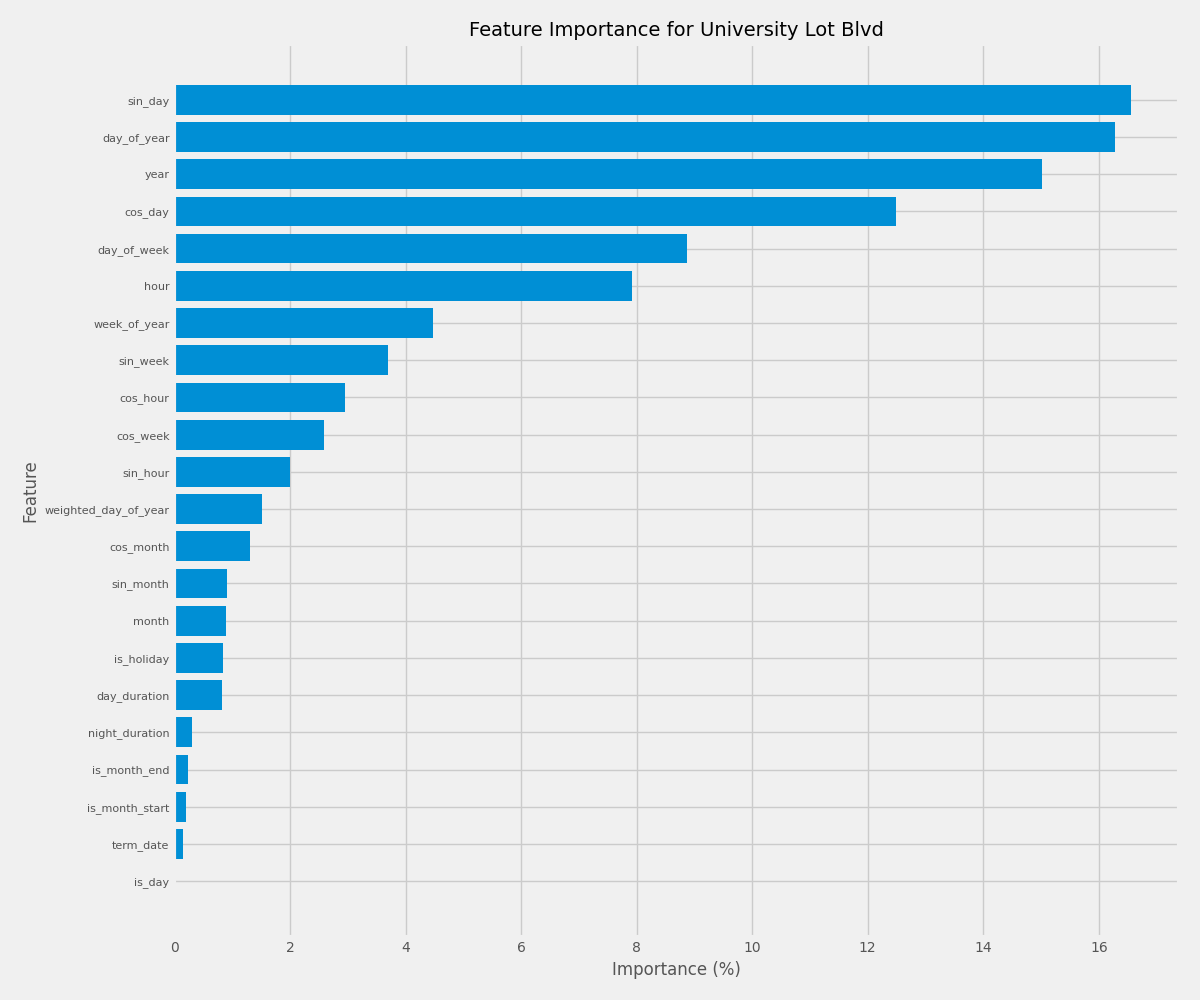 Feature Importance for University Lot Blvd
sin_day
day_of_year
year
cos_day
day_of_week
hour
week_of_year
sin_week
cos_hour
cos_week
sin_hour
weighted_day_of_year
cos_month
sin_month
month
is_holiday
day_duration
night_duration
is_month_end
is_month_start
term_date
is_day
Feature
0 2 4 6 8 10 12 14 16
Importance (%)